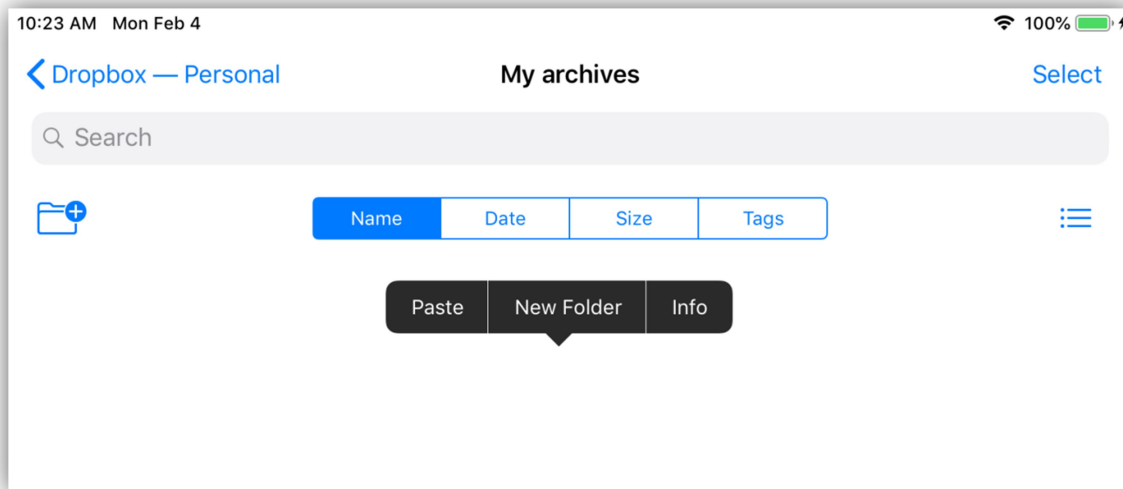 10:23 AM Mon Feb 4 100%
Dropbox — Personal My archives Select
Search
Name Date Size Tags
Paste New Folder Info